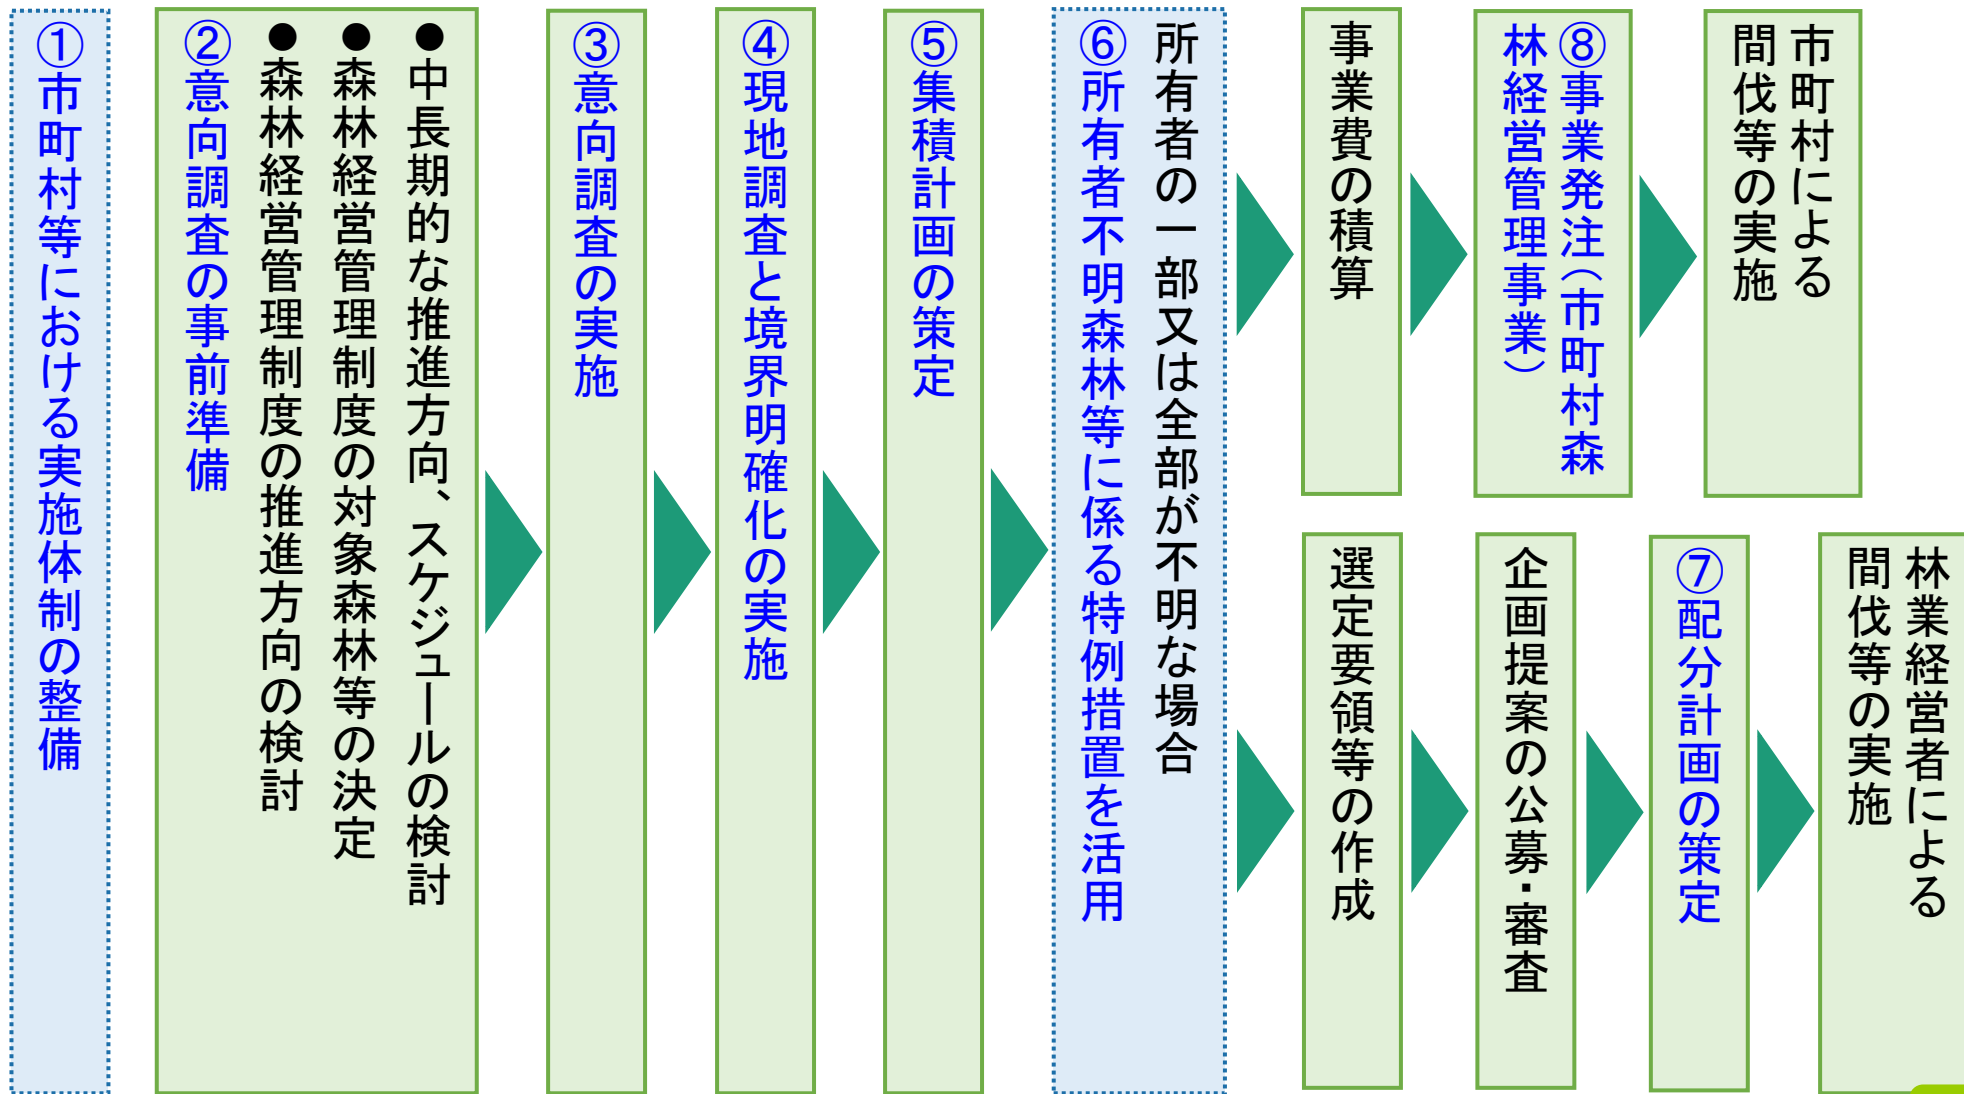 ①市町村等における実施体制の整備
②意向調査の事前準備
●森林経営管理制度の推進方向の検討
●森林経営管理制度の対象森林等の決定
●中長期的な推進方向、スケジュールの検討
③意向調査の実施
④現地調査と境界明確化の実施
⑤集積計画の策定
所有者の一部又は全部が不明な場合
⑥所有者不明森林等に係る特例措置を活用
事業費の積算
⑧事業発注(市町村森
林経営管理事業)
市町村による
間伐等の実施
選定要領等の作成
企画提案の公募・審査
⑦配分計画の策定
林業経営者による
間伐等の実施